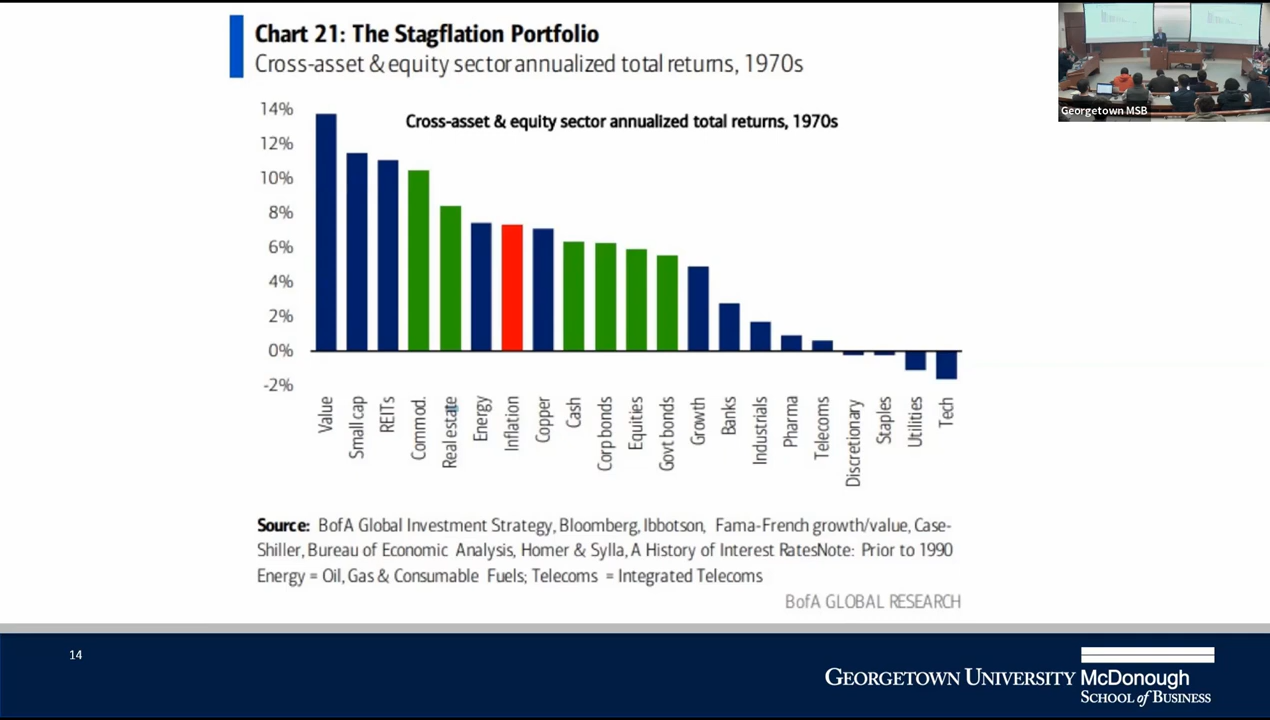 Chart 21: The Stagflation Portfolio
Cross-asset & equity sector annualized total returns, 1970s
Georgetown MSB
Cross-asset & equity sector annualized total returns, 1970s
14%
12%
10%
8%
6%
4%
2%
0%
-2%
Value
Small cap
REITs
Commod.
Real estate
Energy
Inflation
Copper
Cash
Corp bonds
Equities
Govt bonds
Growth
Banks
Industrials
Pharma
Telecoms
Discretionary
Staples
Utilities
Tech
Source: BofA Global Investment Strategy, Bloomberg, Ibbotson, Fama-French growth/value, Case-
Shiller, Bureau of Economic Analysis, Homer & Sylla, A History of Interest RatesNote: Prior to 1990
Energy = Oil, Gas & Consumable Fuels; Telecoms = Integrated Telecoms
BofA GLOBAL RESEARCH
14
GEORGETOWN UNIVERSITY McDonough
SCHOOL of BUSINESS